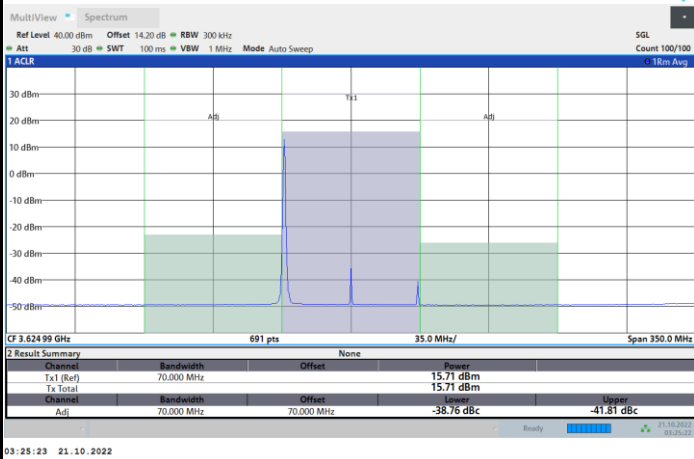 MultiView Spectrum
Ref Level 40.00 dBm Offset 14.20 dB RBW 300 kHz SGL
Att 30 dB SWT 100 ms VBW 1 MHz Mode Auto Sweep Count 100/100
1 ACLR 1Rm Avg
30 dBm
Tx1
20 dBm Adj Adj
10 dBm
0 dBm
-10 dBm
-20 dBm
-30 dBm
-40 dBm
-50 dBm
CF 3.624 99 GHz 691 pts 35.0 MHz/ Span 350.0 MHz
2 Result Summary None
Channel Bandwidth Offset Power
Tx1 (Ref) 70.000 MHz 15.71 dBm
Tx Total 15.71 dBm
Channel Bandwidth Offset Lower Upper
Adj 70.000 MHz 70.000 MHz -38.76 dBc -41.81 dBc
Ready 21.10.2022
03:25:22
03:25:23 21.10.2022